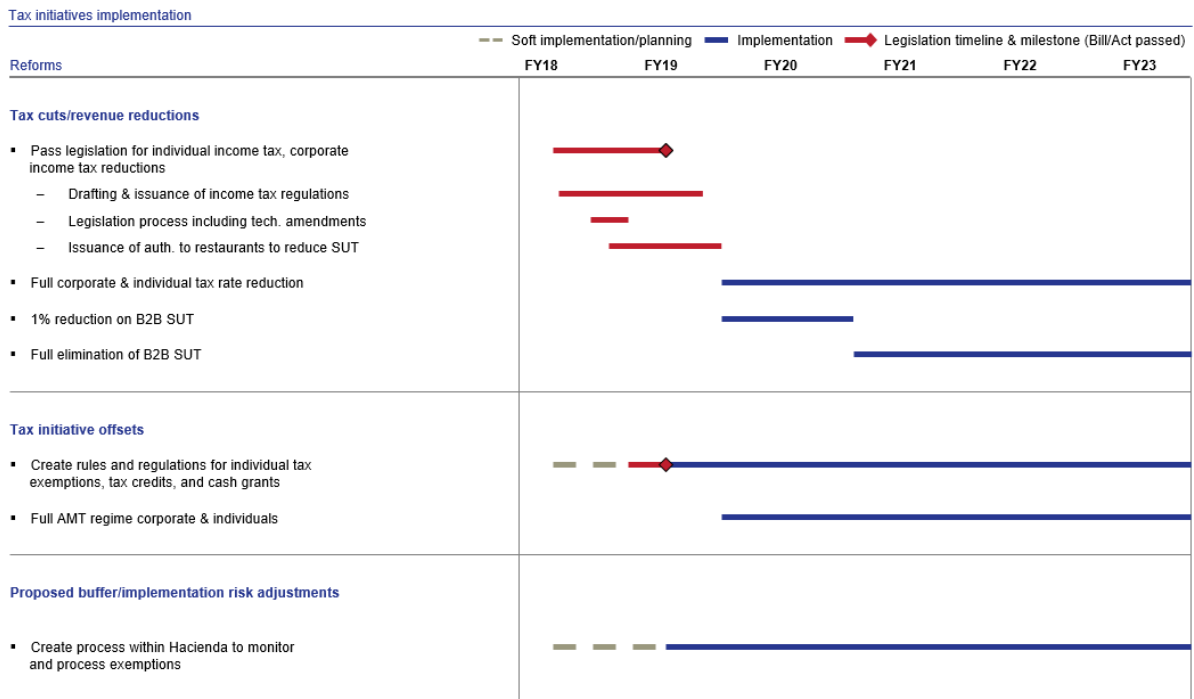 Tax initiatives implementation
Soft implementation/planning Implementation Legislation timeline & milestone (Bill/Act passed)
Reforms FY18 FY19 FY20 FY21 FY22 FY23
Tax cuts/revenue reductions
▪ Pass legislation for individual income tax, corporate
income tax reductions
– Drafting & issuance of income tax regulations
– Legislation process including tech. amendments
– Issuance of auth. to restaurants to reduce SUT
▪ Full corporate & individual tax rate reduction
▪ 1% reduction on B2B SUT
▪ Full elimination of B2B SUT
Tax initiative offsets
▪ Create rules and regulations for individual tax
exemptions, tax credits, and cash grants
▪ Full AMT regime corporate & individuals
Proposed buffer/implementation risk adjustments
▪ Create process within Hacienda to monitor
and process exemptions